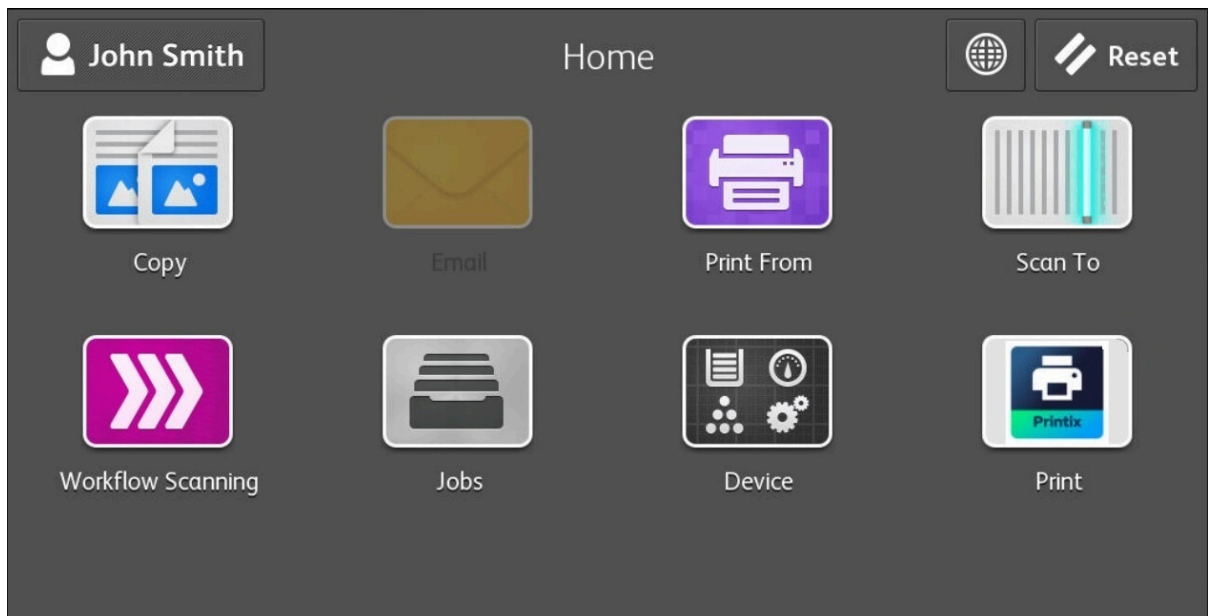 John Smith
Home
Reset
Copy
Email
Print From
Scan To
Printix
Workflow Scanning
Jobs
Device
Print